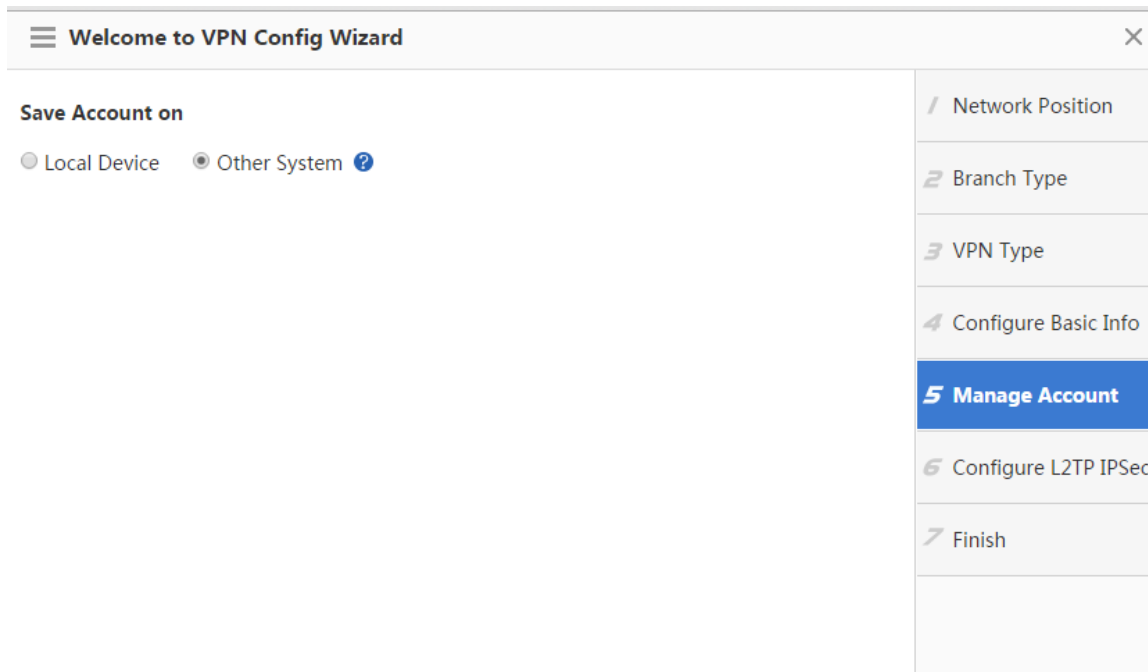 Welcome to VPN Config Wizard
Save Account on
Local Device Other System ?
1 Network Position
2 Branch Type
3 VPN Type
4 Configure Basic Info
5 Manage Account
6 Configure L2TP IPSec
7 Finish